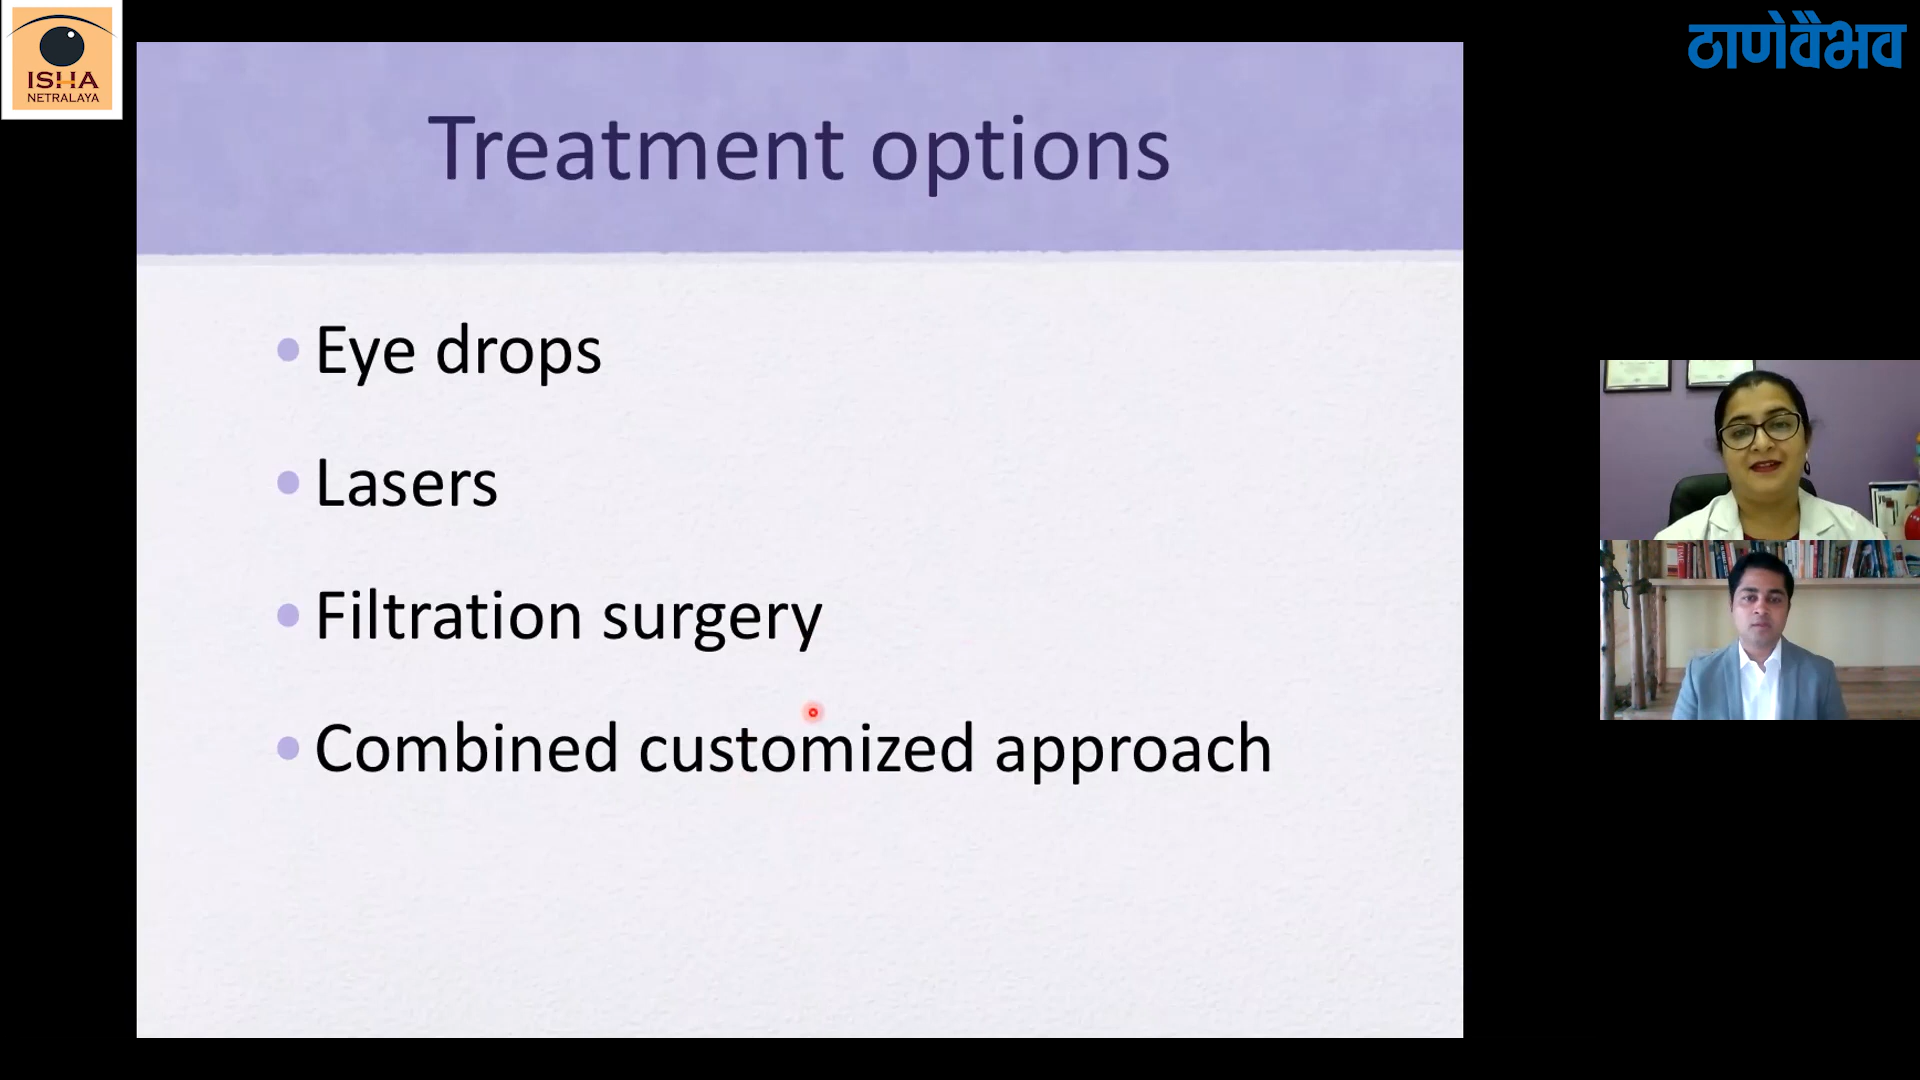 ISHA
NETRALAYA
ठाणेवैभव
Treatment options
• Eye drops
• Lasers
• Filtration surgery
• Combined customized approach